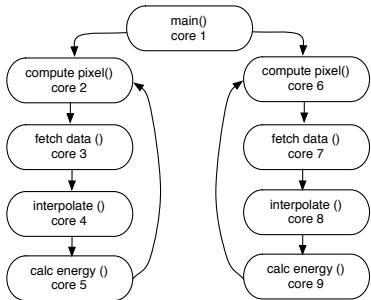 main()
core 1
compute pixel()
core 2
compute pixel()
core 6
fetch data ()
core 3
fetch data ()
core 7
interpolate ()
core 4
interpolate ()
core 8
calc energy ()
core 5
calc energy ()
core 9